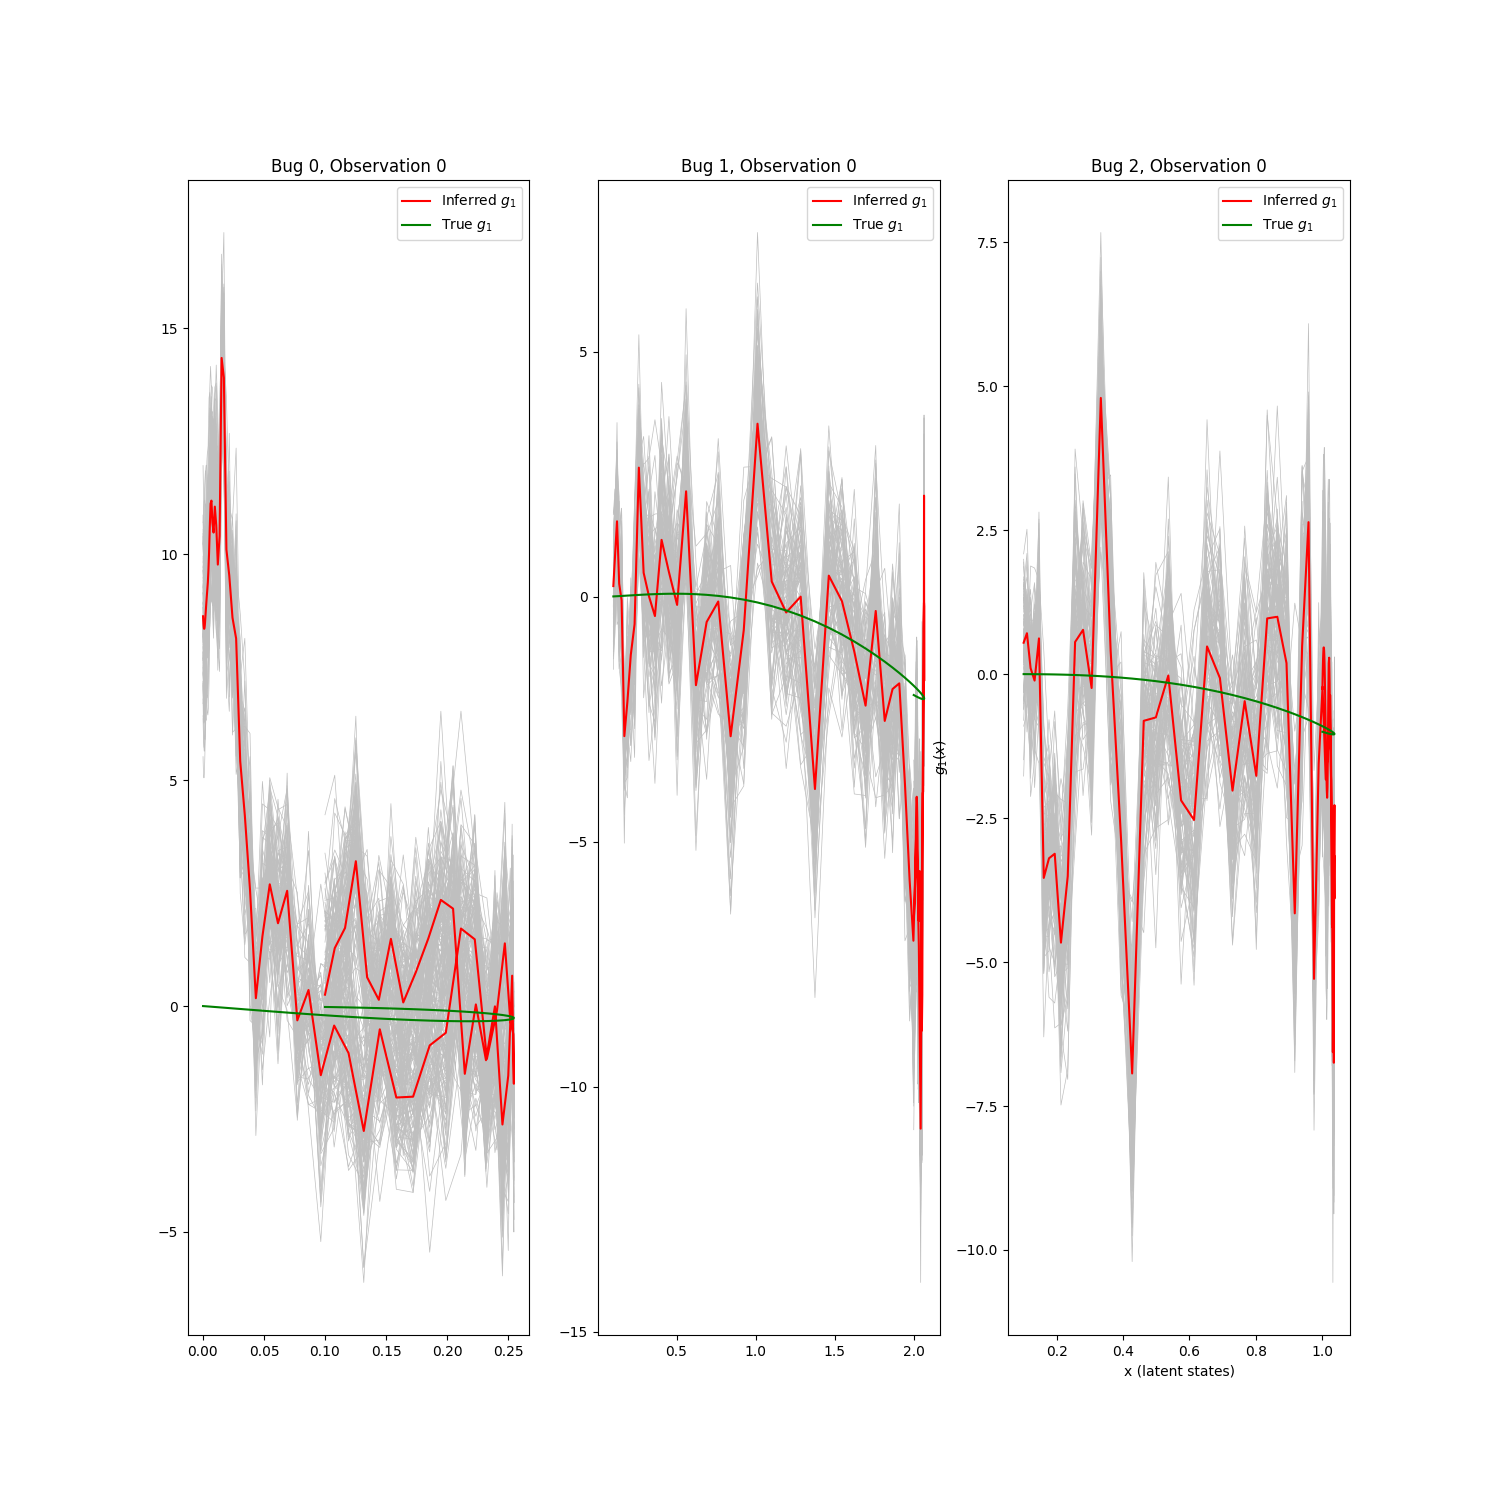 Bug 0, Observation 0
Inferred g₁
True g₁
15
10
5
0
−5
0.00 0.05 0.10 0.15 0.20 0.25
Bug 1, Observation 0
Inferred g₁
True g₁
5
0
−5
−10
−15
0.5 1.0 1.5 2.0
Bug 2, Observation 0
Inferred g₁
True g₁
g₁(x)
7.5
5.0
2.5
0.0
−2.5
−5.0
−7.5
−10.0
0.2 0.4 0.6 0.8 1.0
x (latent states)